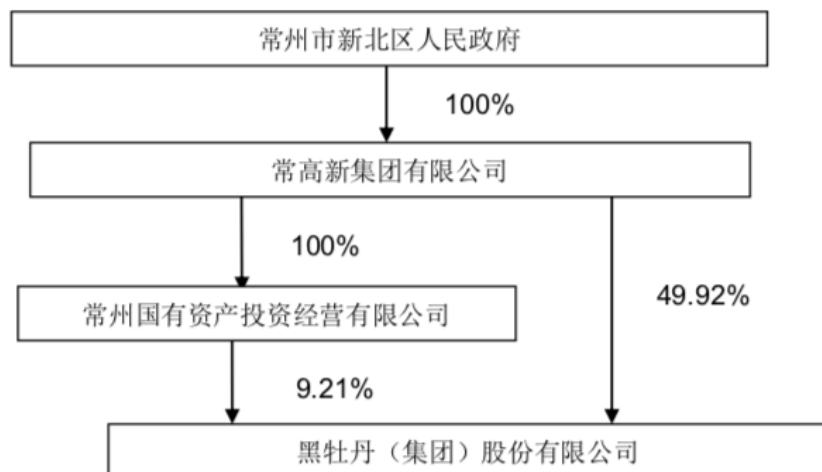 常州市新北区人民政府
100%
常高新集团有限公司
100%
49.92%
常州国有资产投资经营有限公司
9.21%
黑牡丹（集团）股份有限公司